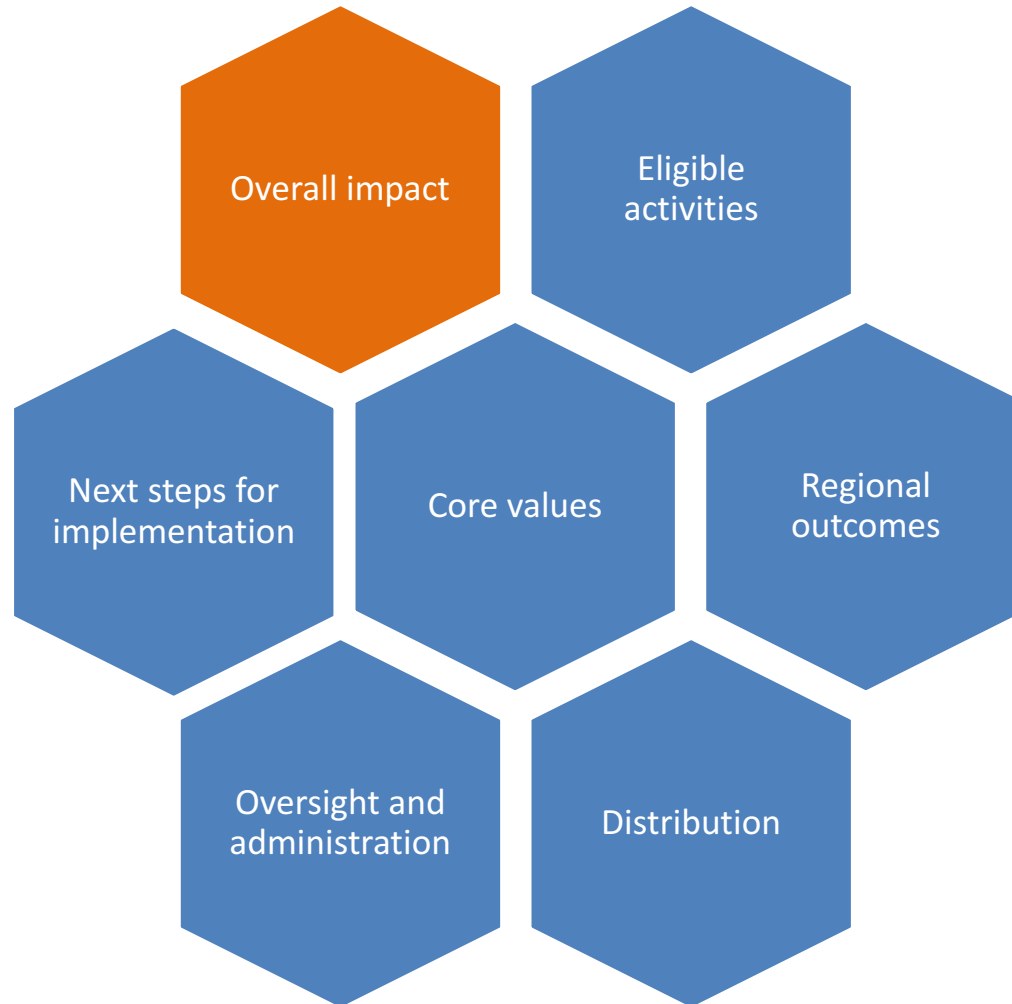 Overall impact
Eligible
activities
Next steps for
implementation
Core values
Regional
outcomes
Oversight and
administration
Distribution